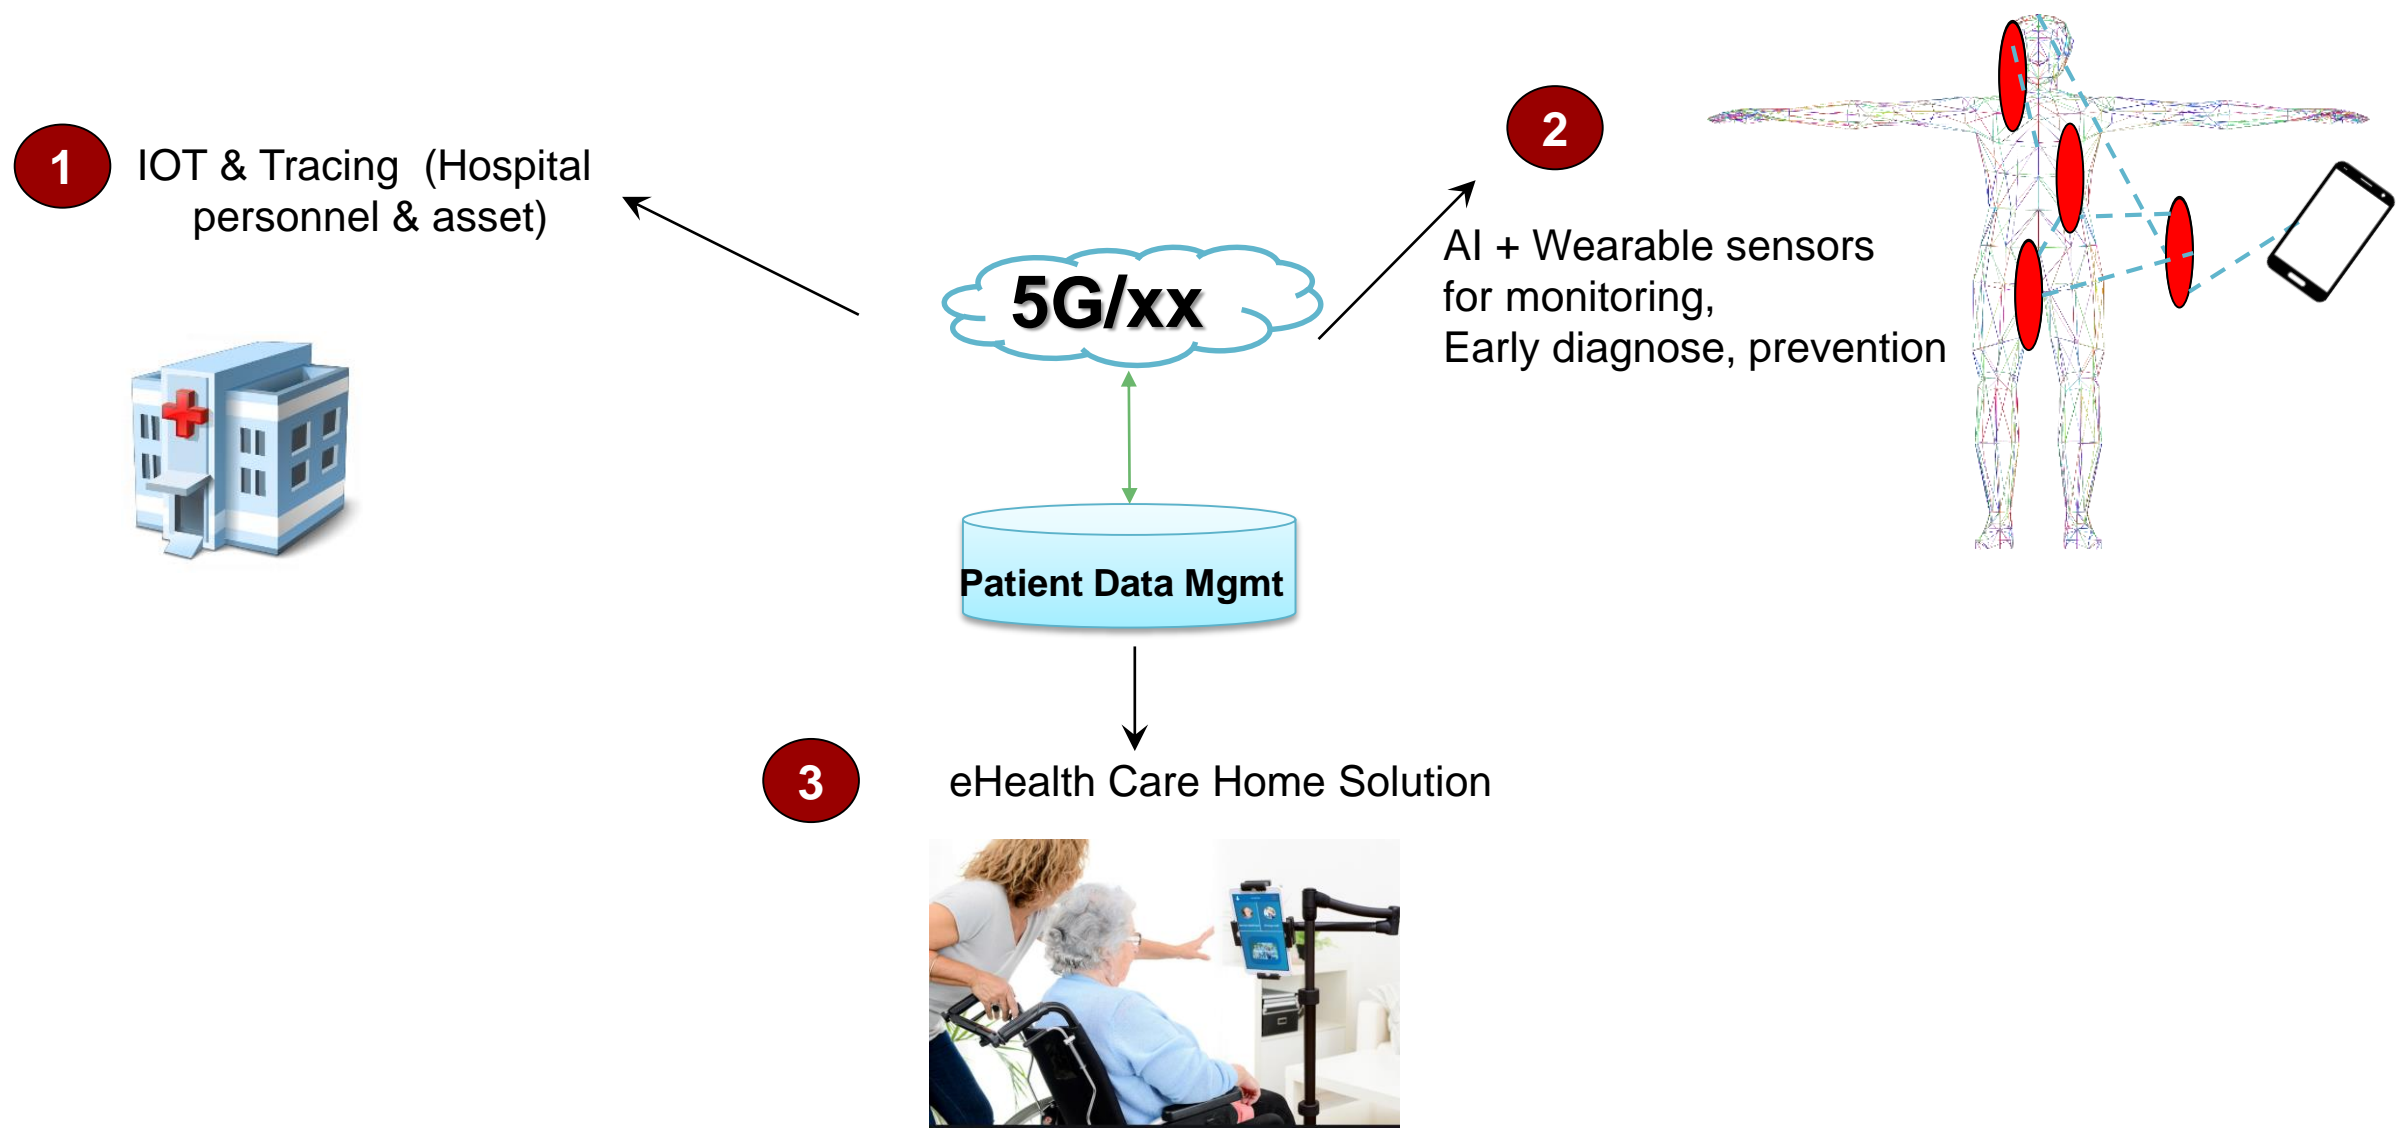 1
IOT & Tracing (Hospital
personnel & asset)
2
AI + Wearable sensors
for monitoring,
Early diagnose, prevention
5G/xx
Patient Data Mgmt
3
eHealth Care Home Solution